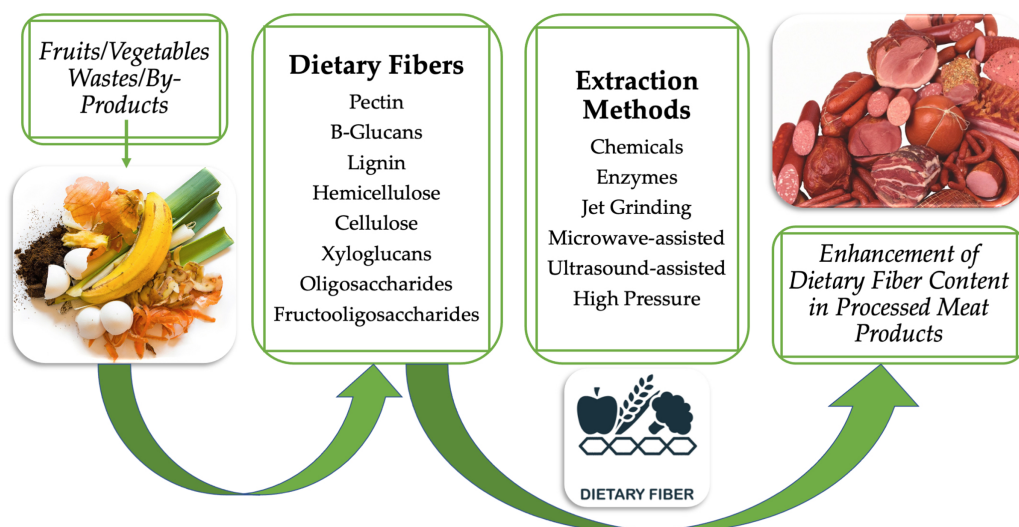 Fruits/Vegetables
Wastes/By-
Products
Dietary Fibers
Pectin
B-Glucans
Lignin
Hemicellulose
Cellulose
Xyloglucans
Oligosaccharides
Fructooligosaccharides
Extraction
Methods
Chemicals
Enzymes
Jet Grinding
Microwave-assisted
Ultrasound-assisted
High Pressure
Enhancement of
Dietary Fiber Content
in Processed Meat
Products
DIETARY FIBER